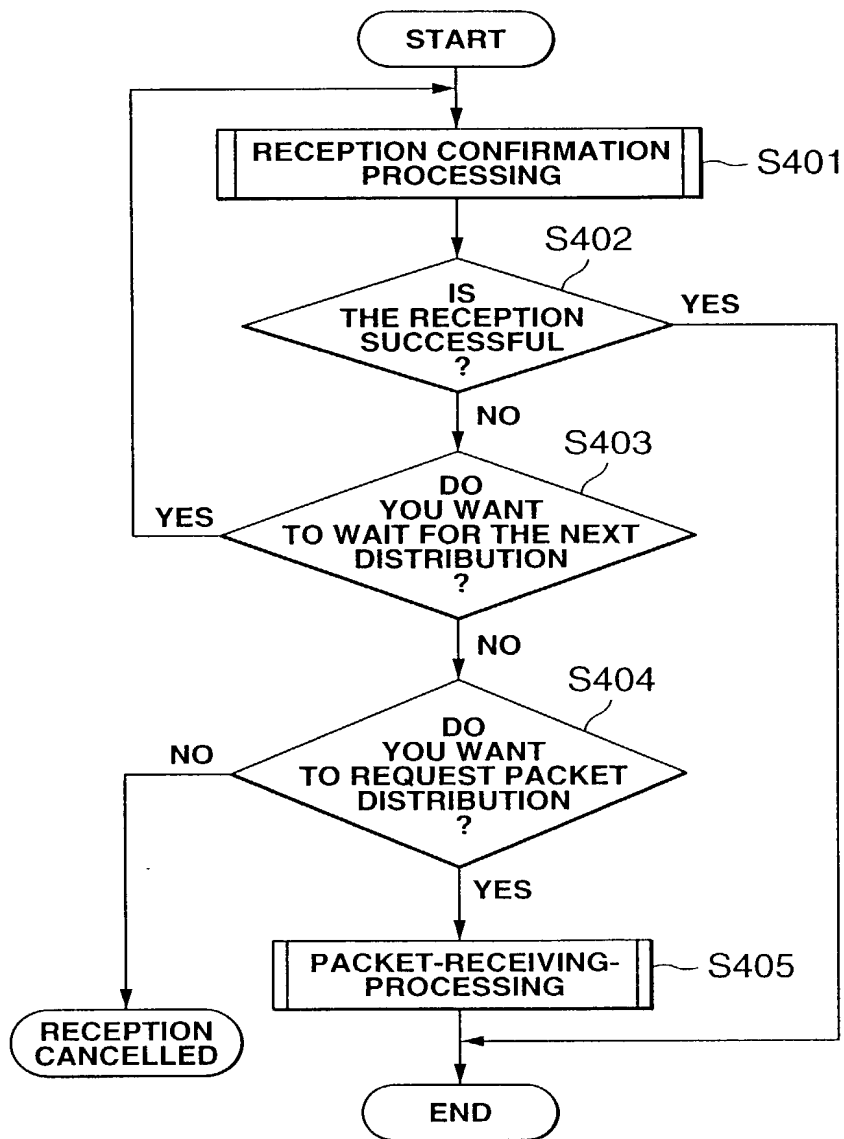 START
RECEPTION CONFIRMATION
PROCESSING
S401
S402
IS
THE RECEPTION
SUCCESSFUL
?
YES
NO
S403
DO
YOU WANT
TO WAIT FOR THE NEXT
DISTRIBUTION
?
YES
NO
S404
DO
YOU WANT
TO REQUEST PACKET
DISTRIBUTION
?
NO
YES
PACKET-RECEIVING-
PROCESSING
S405
RECEPTION
CANCELLED
END